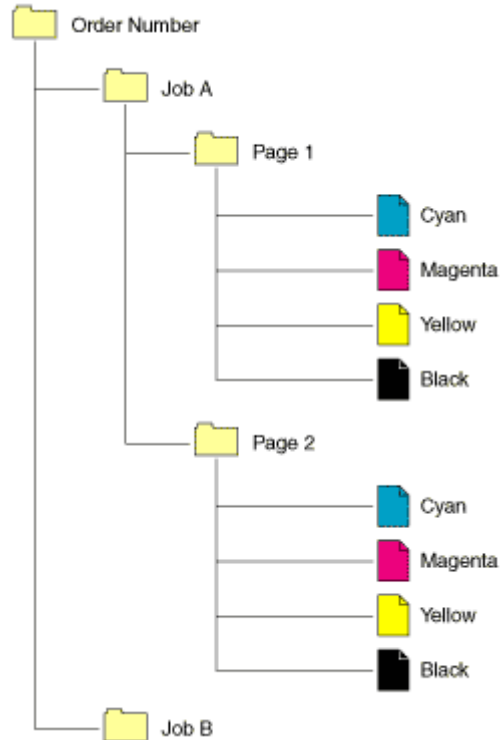 Order Number
Job A
Page 1
Cyan
Magenta
Yellow
Black
Page 2
Cyan
Magenta
Yellow
Black
Job B